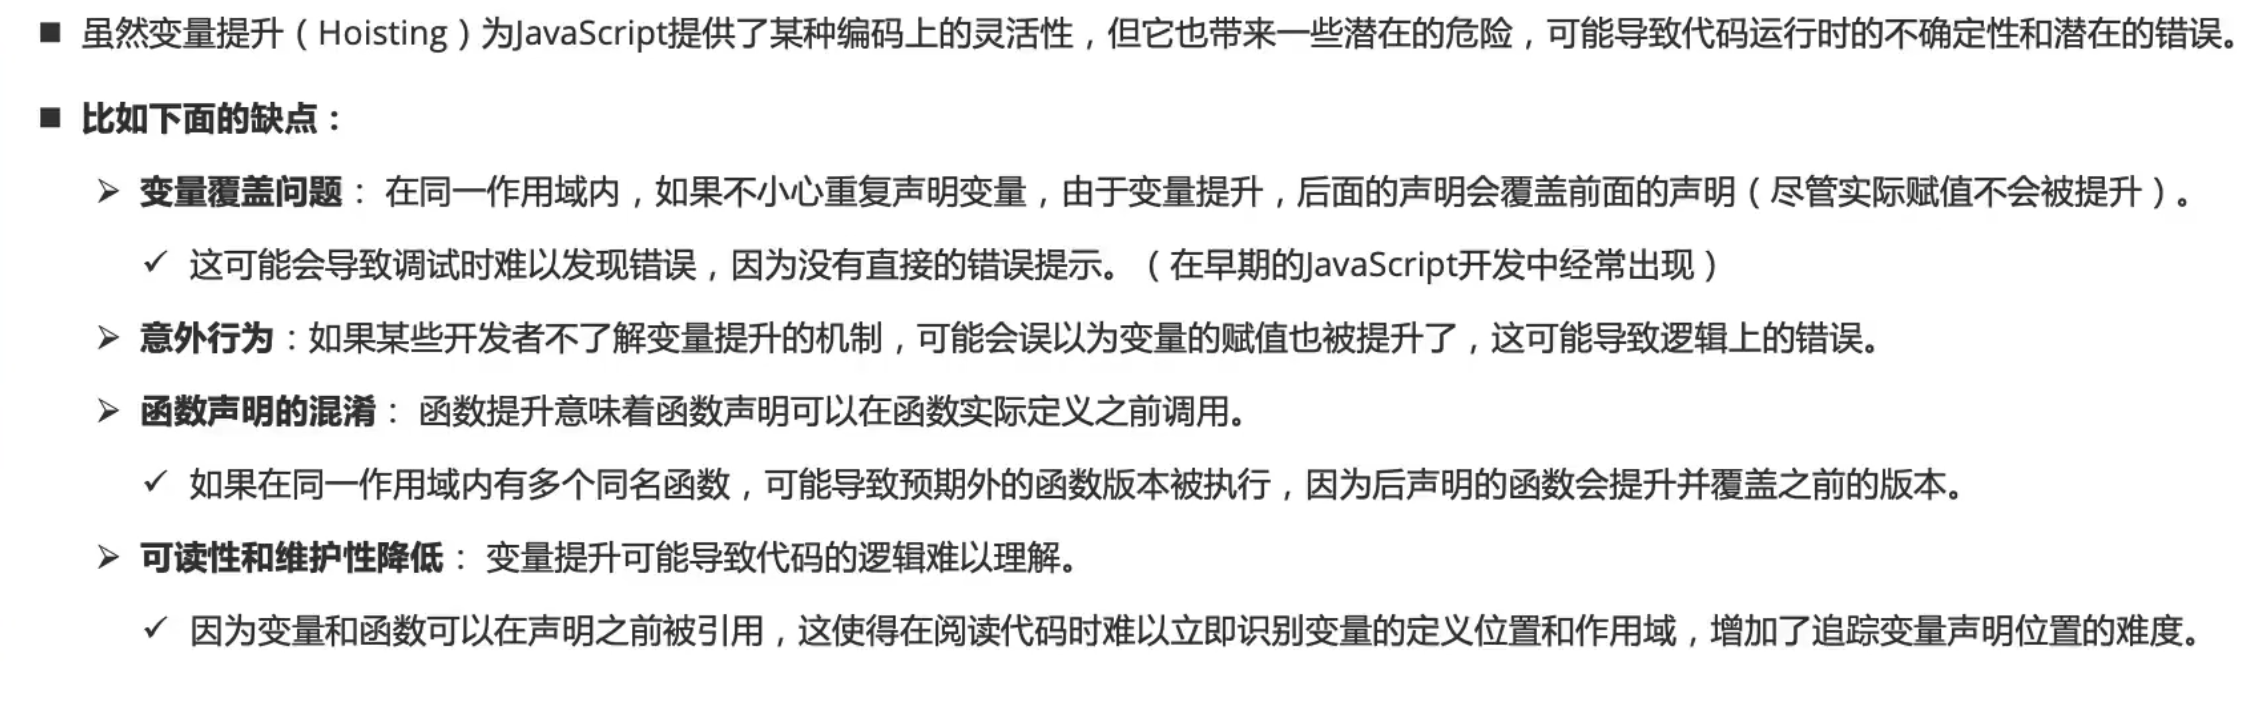 ■ 虽然变量提升（Hoisting）为JavaScript提供了某种编码上的灵活性，但它也带来一些潜在的危险，可能导致代码运行时的不确定性和潜在的错误。
■ 比如下面的缺点：
➢ 变量覆盖问题： 在同一作用域内，如果不小心重复声明变量，由于变量提升，后面的声明会覆盖前面的声明（尽管实际赋值不会被提升）。
✓ 这可能会导致调试时难以发现错误，因为没有直接的错误提示。（在早期的JavaScript开发中经常出现）
➢ 意外行为：如果某些开发者不了解变量提升的机制，可能会误以为变量的赋值也被提升了，这可能导致逻辑上的错误。
➢ 函数声明的混淆： 函数提升意味着函数声明可以在函数实际定义之前调用。
✓ 如果在同一作用域内有多个同名函数，可能导致预期外的函数版本被执行，因为后声明的函数会提升并覆盖之前的版本。
➢ 可读性和维护性降低： 变量提升可能导致代码的逻辑难以理解。
✓ 因为变量和函数可以在声明之前被引用，这使得在阅读代码时难以立即识别变量的定义位置和作用域，增加了追踪变量声明位置的难度。